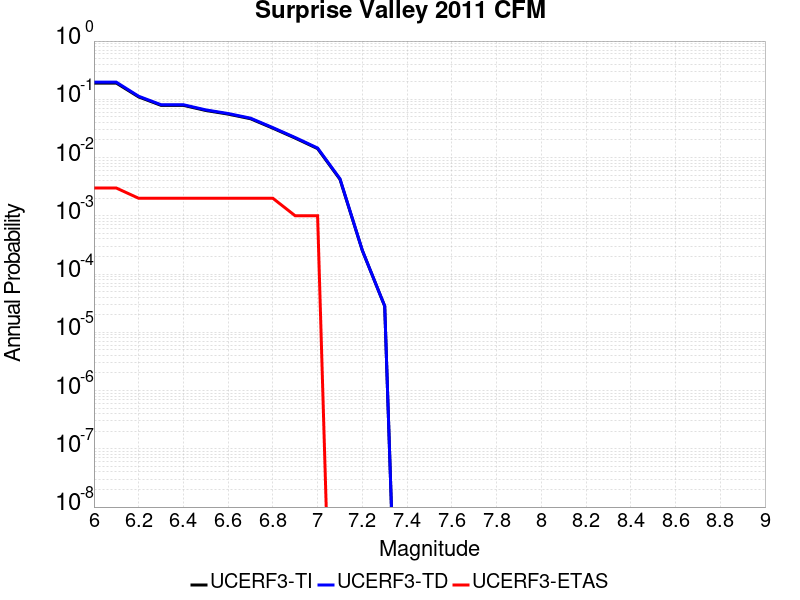 Surprise Valley 2011 CFM
10^0
10^-1
10^-2
10^-3
10^-4
10^-5
10^-6
10^-7
10^-8
Annual Probability
6 6.2 6.4 6.6 6.8 7 7.2 7.4 7.6 7.8 8 8.2 8.4 8.6 8.8 9
Magnitude
UCERF3-TI UCERF3-TD UCERF3-ETAS